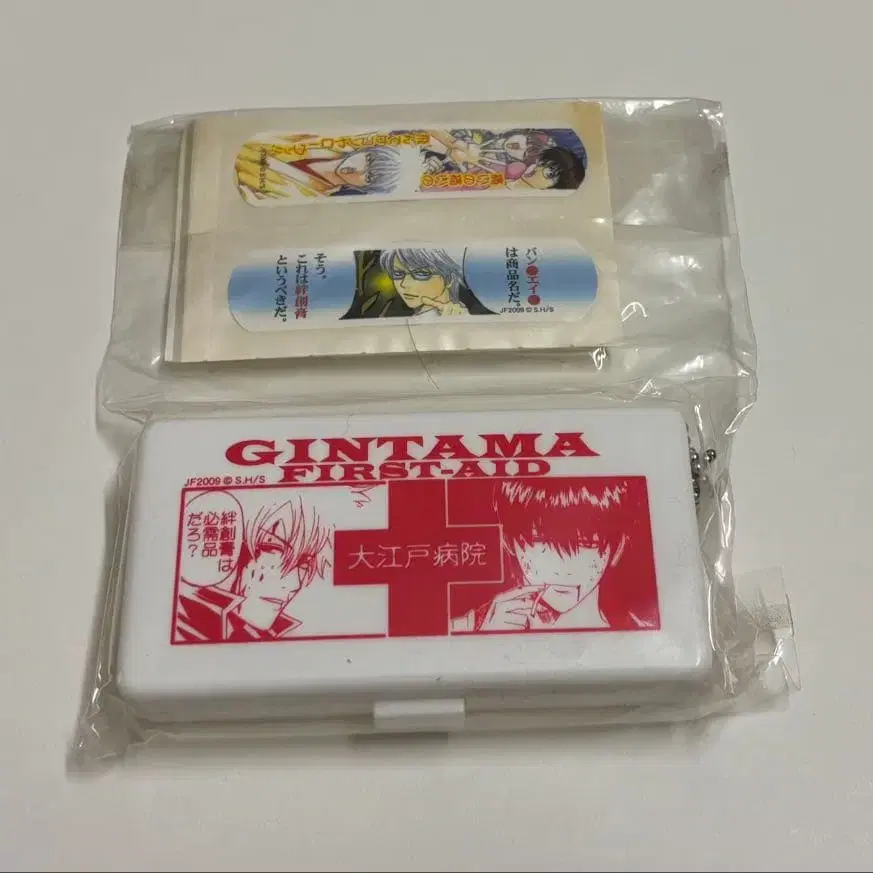 バン●エイ●
は商品名だ。
そう。
これは絆創膏
というべきだ。
JF2009 © S.H/S
GINTAMA
FIRST-AID
JF2009 © S.H/S
絆創膏は
必需品
だろ？
大江戸病院